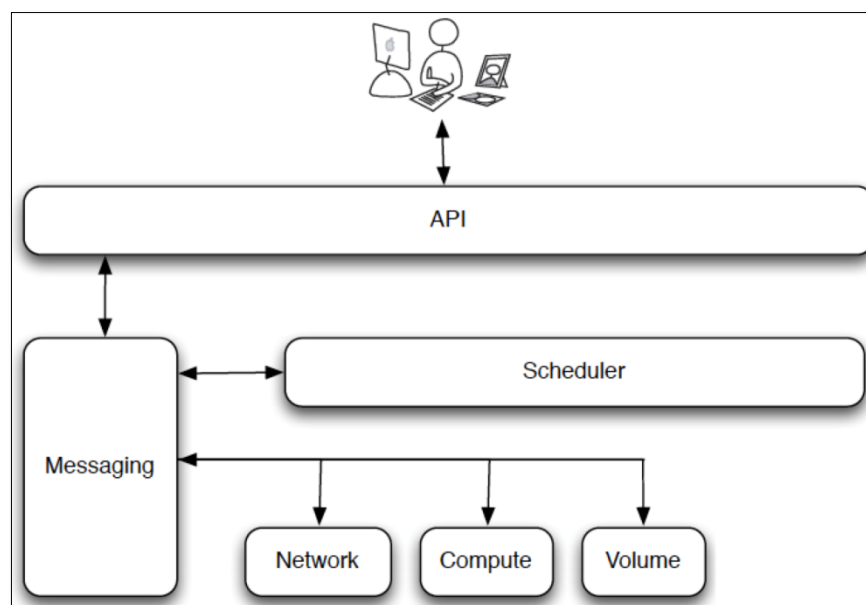 API
Scheduler
Messaging
Network
Compute
Volume